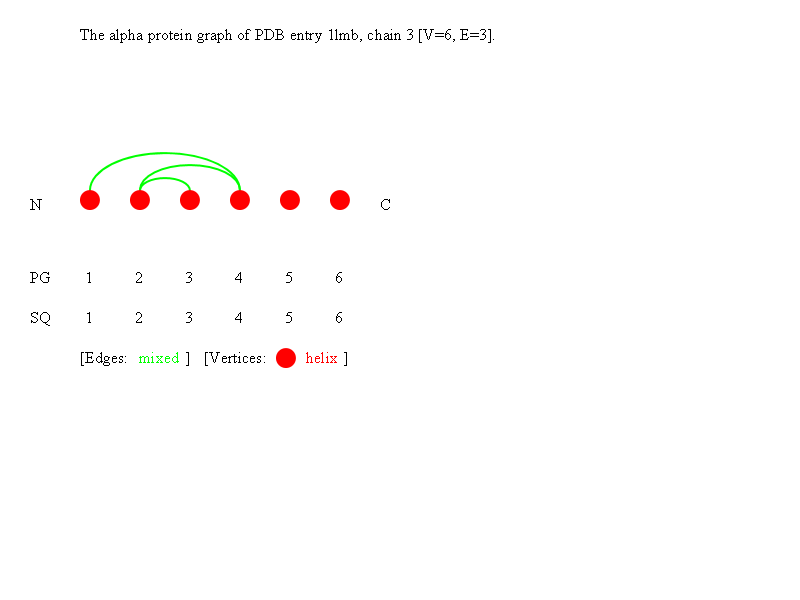 The alpha protein graph of PDB entry 1lmb, chain 3 [V=6, E=3].
N C
PG 1 2 3 4 5 6
SQ 1 2 3 4 5 6
[Edges: mixed ] [Vertices: helix ]